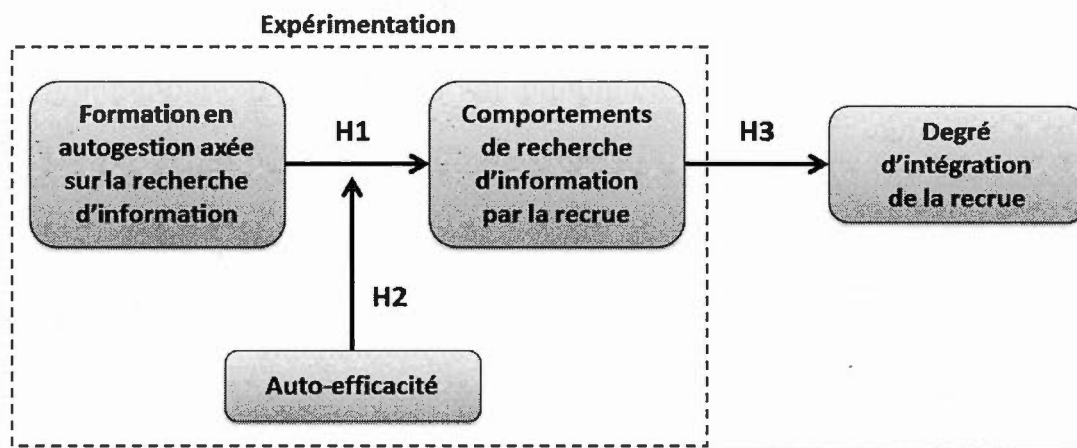 Expérimentation
Formation en
autogestion axée
sur la recherche
d'information
H1
Comportements
de recherche
d'information
par la recrue
H3
Degré
d'intégration
de la recrue
H2
Auto-efficacité